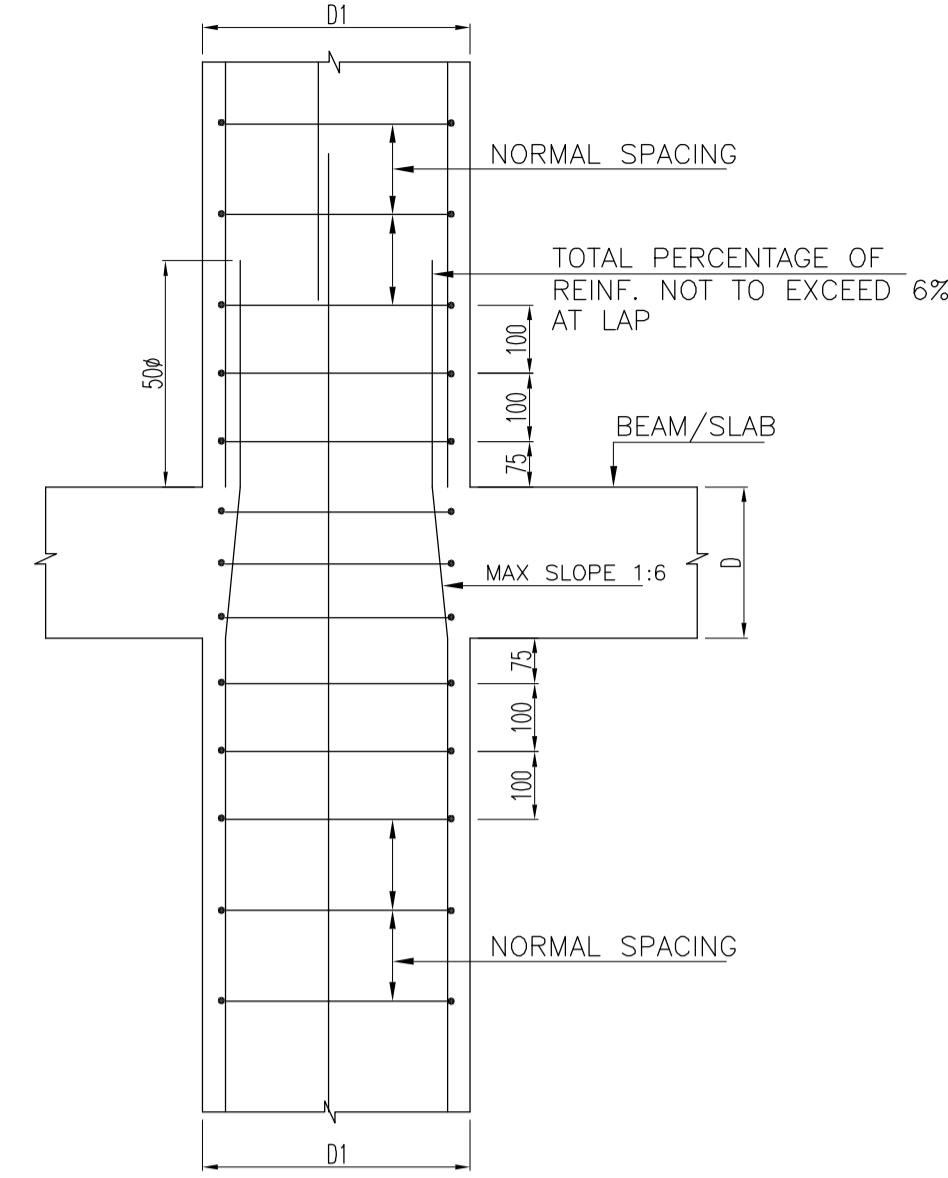 D1
NORMAL SPACING
TOTAL PERCENTAGE OF
REINF. NOT TO EXCEED 6%
AT LAP
100
50ø
100
BEAM/SLAB
75
MAX SLOPE 1:6
D
75
100
100
NORMAL SPACING
D1